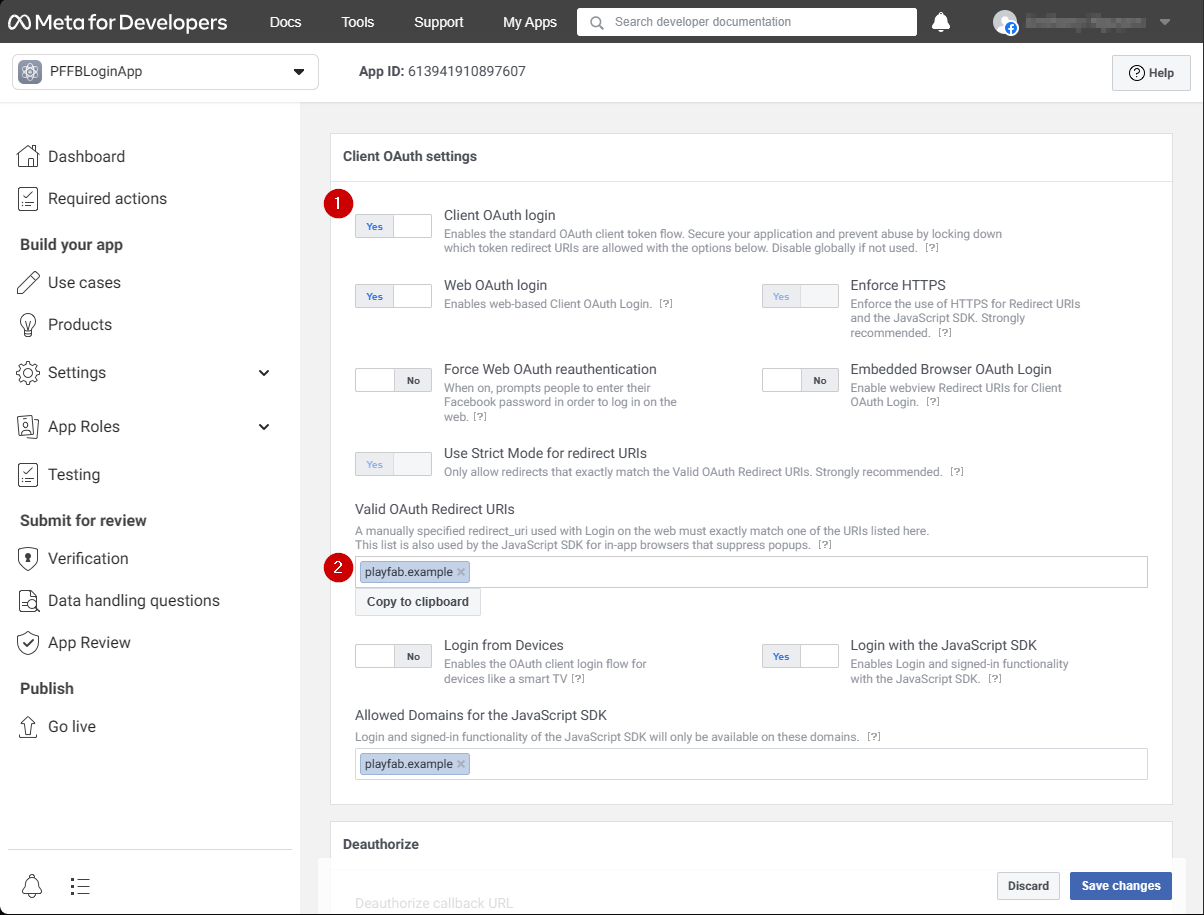 Meta for Developers
Docs
Tools
Support
My Apps
Search developer documentation
PFFBLoginApp
App ID: 613941910897607
Help
Dashboard
Required actions
Build your app
Use cases
Products
Settings
App Roles
Testing
Submit for review
Verification
Data handling questions
App Review
Publish
Go live
Client OAuth settings
1
Yes
Client OAuth login
Enables the standard OAuth client token flow. Secure your application and prevent abuse by locking down
which token redirect URIs are allowed with the options below. Disable globally if not used. [?]
Yes
Web OAuth login
Enables web-based Client OAuth Login. [?]
Yes
Enforce HTTPS
Enforce the use of HTTPS for Redirect URIs
and the JavaScript SDK. Strongly
recommended. [?]
No
Force Web OAuth reauthentication
When on, prompts people to enter their
Facebook password in order to log in on the
web. [?]
No
Embedded Browser OAuth Login
Enable webview Redirect URIs for Client
OAuth Login. [?]
Yes
Use Strict Mode for redirect URIs
Only allow redirects that exactly match the Valid OAuth Redirect URIs. Strongly recommended. [?]
Valid OAuth Redirect URIs
A manually specified redirect_uri used with Login on the web must exactly match one of the URIs listed here.
This list is also used by the JavaScript SDK for in-app browsers that suppress popups. [?]
2
playfab.example
Copy to clipboard
No
Login from Devices
Enables the OAuth client login flow for
devices like a smart TV [?]
Yes
Login with the JavaScript SDK
Enables Login and signed-in functionality
with the JavaScript SDK. [?]
Allowed Domains for the JavaScript SDK
Login and signed-in functionality of the JavaScript SDK will only be available on these domains. [?]
playfab.example
Deauthorize
Discard
Save changes
Deauthorize callback URL